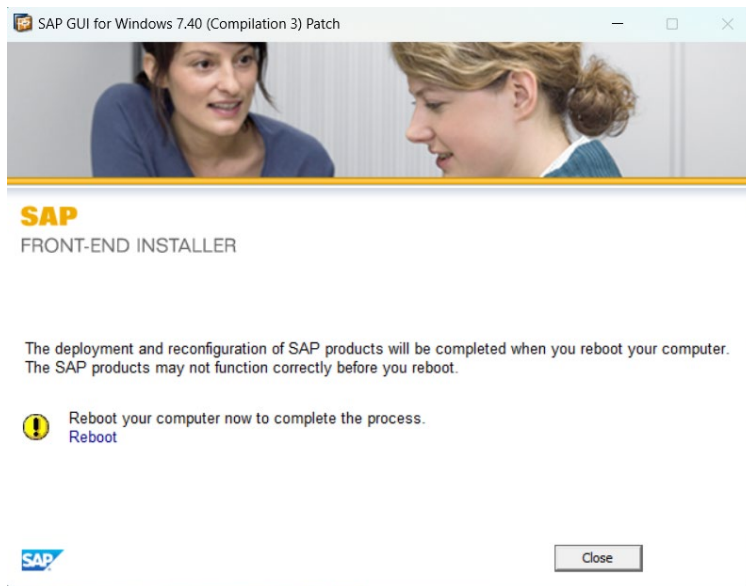 SAP GUI for Windows 7.40 (Compilation 3) Patch
SAP
FRONT-END INSTALLER
The deployment and reconfiguration of SAP products will be completed when you reboot your computer.
The SAP products may not function correctly before you reboot.
Reboot your computer now to complete the process.
Reboot
SAP
Close